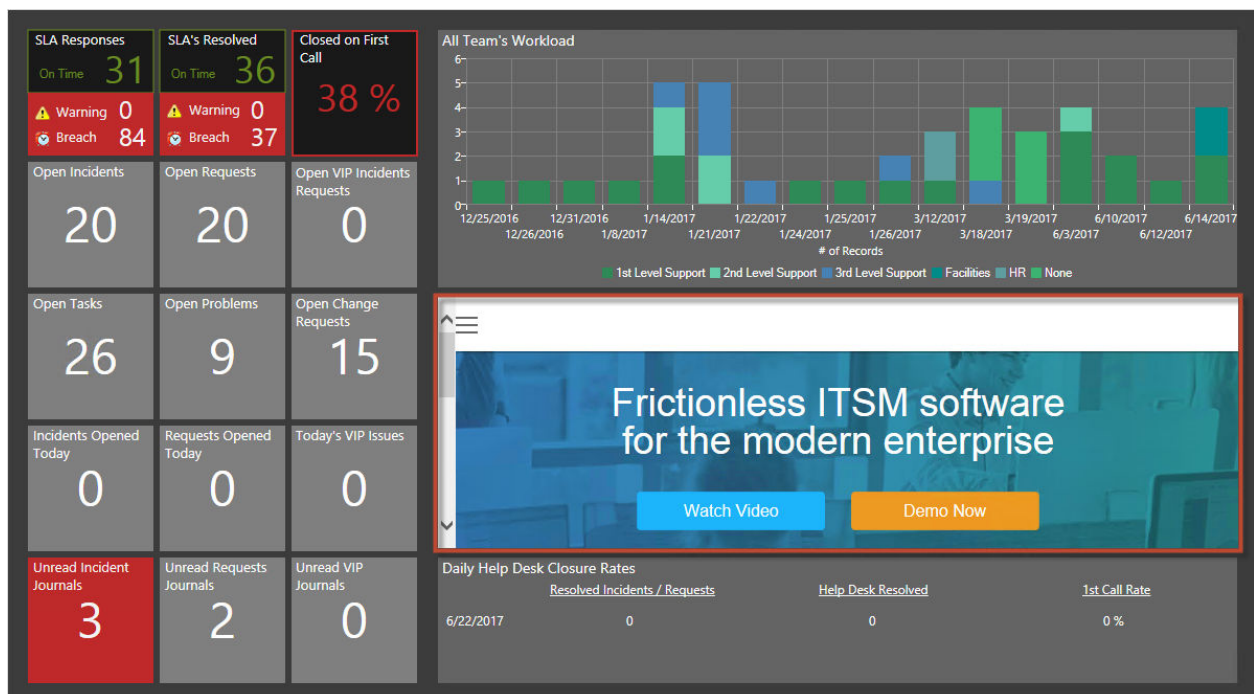 SLA Responses
On Time 31
Warning 0
Breach 84
SLA's Resolved
On Time 36
Warning 0
Breach 37
Closed on First
Call
38 %
Open Incidents
20
Open Requests
20
Open VIP Incidents
Requests
0
Open Tasks
26
Open Problems
9
Open Change
Requests
15
Incidents Opened
Today
0
Requests Opened
Today
0
Today's VIP Issues
0
Unread Incident
Journals
3
Unread Requests
Journals
2
Unread VIP
Journals
0
All Team's Workload
6
5
4
3
2
1
0
12/25/2016 12/31/2016 1/14/2017 1/22/2017 1/25/2017 3/12/2017 3/19/2017 6/10/2017 6/14/2017
12/26/2016 1/8/2017 1/21/2017 1/24/2017 1/26/2017 3/18/2017 6/3/2017 6/12/2017
# of Records
1st Level Support 2nd Level Support 3rd Level Support Facilities HR None
Frictionless ITSM software
for the modern enterprise
Watch Video Demo Now
Daily Help Desk Closure Rates
Resolved Incidents / Requests Help Desk Resolved 1st Call Rate
6/22/2017 0 0 0 %